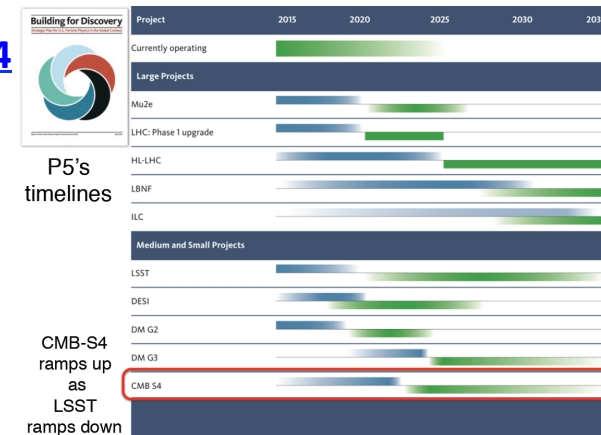 4
Building for Discovery
Strategic Plan for U.S. Particle Physics in the Global Context
P5's
timelines
CMB-S4
ramps up
as
LSST
ramps down
Project 2015 2020 2025 2030
Currently operating
Large Projects
Mu2e
LHC: Phase 1 upgrade
HL-LHC
LBNF
ILC
Medium and Small Projects
LSST
DESI
DM G2
DM G3
CMB S4